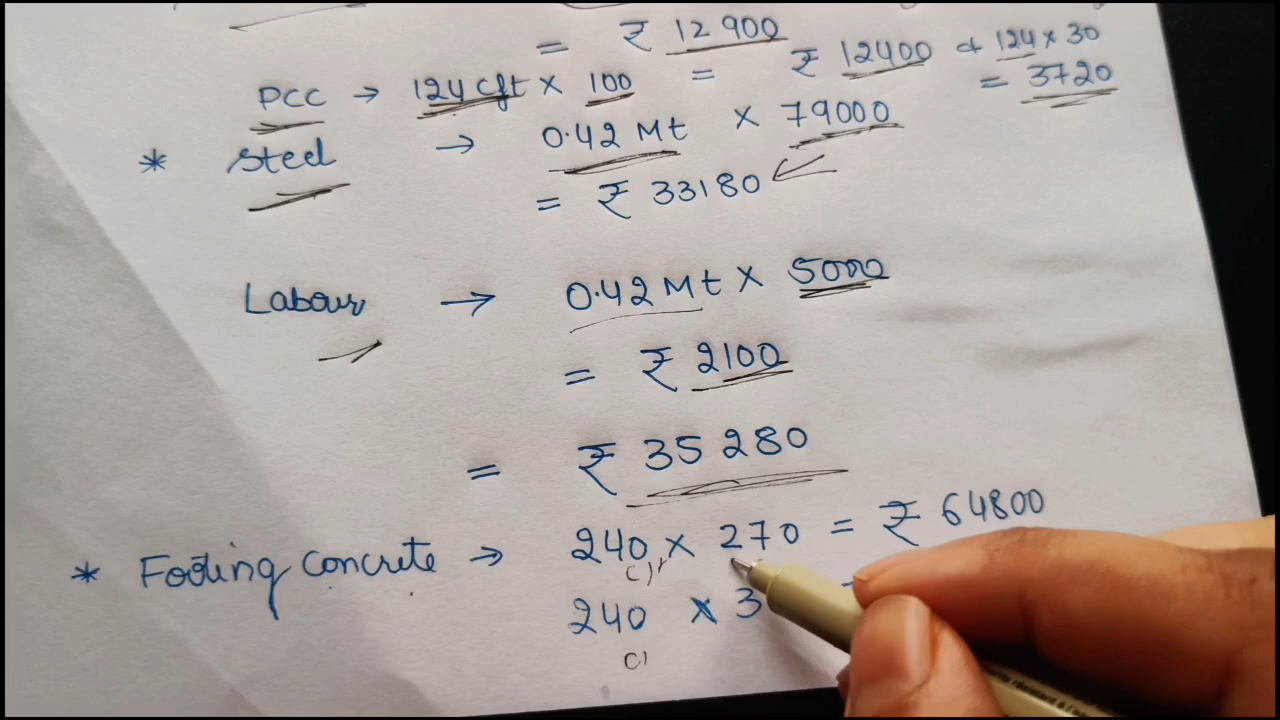 = ₹ 12900
PCC → 124 cft × 100 = ₹ 12400 & 124 × 30
= 3720
* Steel → 0.42 Mt × 79000
= ₹ 33180
Labour → 0.42 Mt × 5000
= ₹ 2100
= ₹ 35280
* Footing concrete → 240 × 270 = ₹ 64800
240 × 3